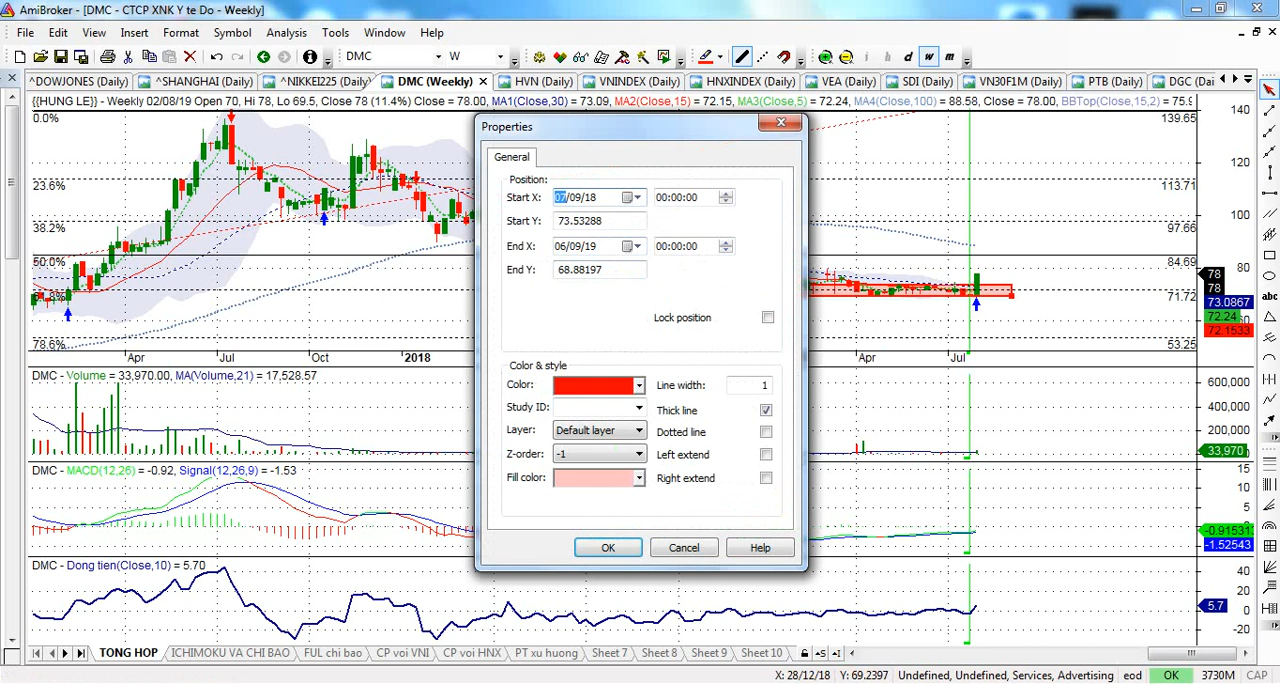 AmiBroker - [DMC - CTCP XNK Y te Do - Weekly]
File Edit View Insert Format Symbol Analysis Tools Window Help
DMC W i h d w m
^DOWJONES (Daily) ^SHANGHAI (Daily) ^NIKKEI225 (Daily) DMC (Weekly) HVN (Daily) VNINDEX (Daily) HNXINDEX (Daily) VEA (Daily) SDI (Daily) VN30F1M (Daily) PTB (Daily) DGC (Dai
{{HUNG LE}} - Weekly 02/08/19 Open 70, Hi 78, Lo 69.5, Close 78 (11.4%) Close = 78.00, MA1(Close,30) = 73.09, MA2(Close,15) = 72.15, MA3(Close,5) = 72.24, MA4(Close,100) = 88.58, Close = 78.00, BBTop(Close,15,2) = 75.9
0.0%
23.6%
38.2%
50.0%
78.6%
139.65
113.71
97.66
84.69
71.72
53.25
140
120
100
80
78
78
73.0867
72.24
72.1533
Apr Jul Oct 2018 Apr Jul
Properties
General
Position:
Start X: 07/09/18 00:00:00
Start Y: 73.53288
End X: 06/09/19 00:00:00
End Y: 68.88197
Lock position
Color & style
Color: Line width: 1
Study ID: Thick line
Layer: Default layer Dotted line
Z-order: -1 Left extend
Fill color: Right extend
OK Cancel Help
DMC - Volume = 33,970.00, MA(Volume,21) = 17,528.57
600,000
400,000
200,000
33,970
DMC - MACD(12,26) = -0.92, Signal(12,26,9) = -1.53
15
10
5
-0.91531
-1.52543
DMC - Dong tien(Close,10) = 5.70
40
20
5.7
0
-20
TONG HOP ICHIMOKU VA CHI BAO FUL chi bao CP voi VNI CP voi HNX PT xu huong Sheet 7 Sheet 8 Sheet 9 Sheet 10
X: 28/12/18 Y: 69.2397 Undefined, Undefined, Services, Advertising eod OK 3730M CAP
abc